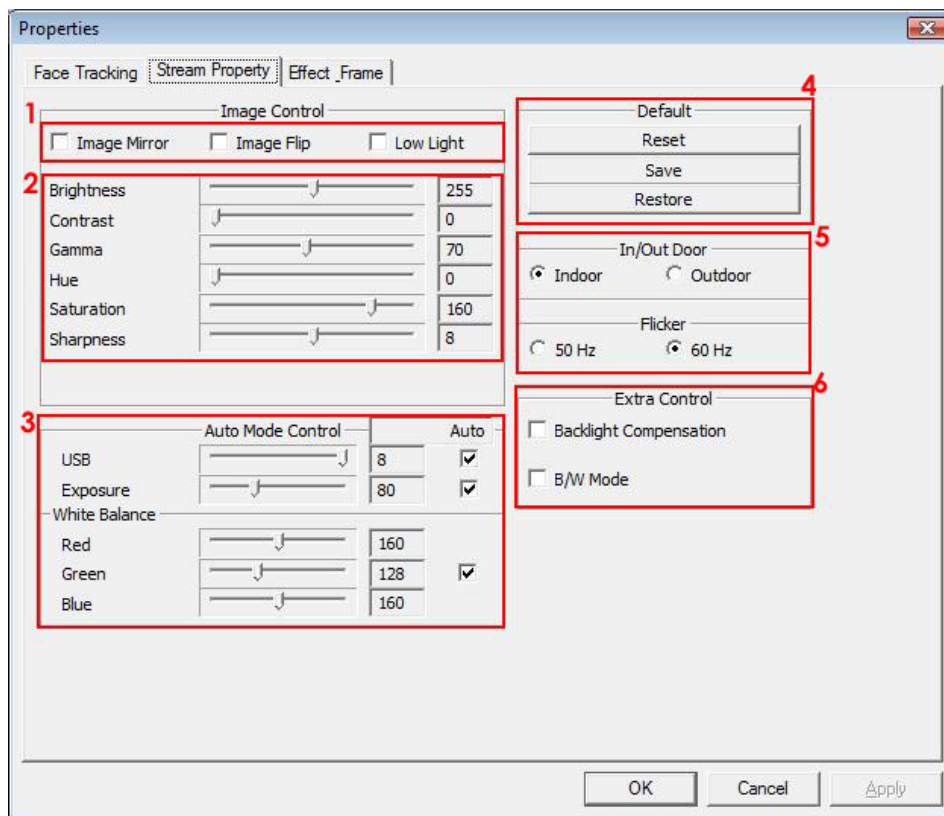 Properties
Face Tracking
Stream Property
Effect_Frame
1
Image Control
Image Mirror
Image Flip
Low Light
2
Brightness 255
Contrast 0
Gamma 70
Hue 0
Saturation 160
Sharpness 8
3
Auto Mode Control Auto
USB 8
Exposure 80
White Balance
Red 160
Green 128
Blue 160
4
Default
Reset
Save
Restore
5
In/Out Door
Indoor
Outdoor
Flicker
50 Hz
60 Hz
6
Extra Control
Backlight Compensation
B/W Mode
OK
Cancel
Apply